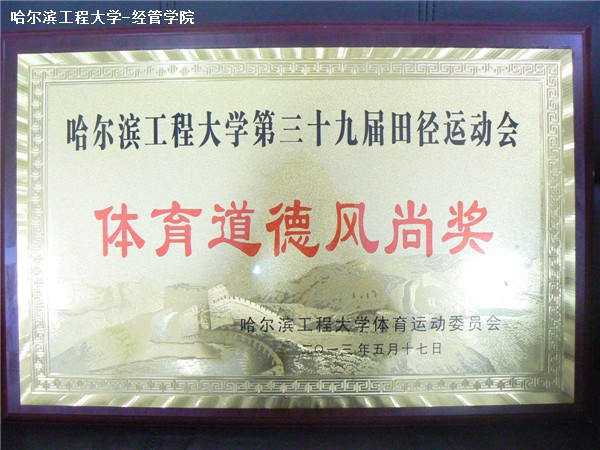 哈尔滨工程大学-经管学院
哈尔滨工程大学第三十九届田径运动会
体育道德风尚奖
哈尔滨工程大学体育运动委员会
二〇一三年五月十七日